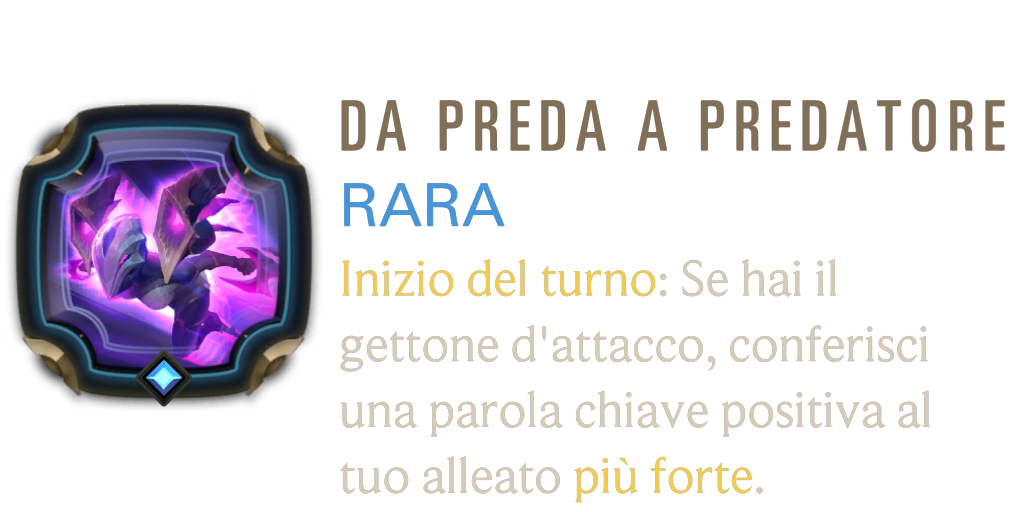 DA PREDA A PREDATORE
RARA
Inizio del turno: Se hai il
gettone d'attacco, conferisci
una parola chiave positiva al
tuo alleato più forte.